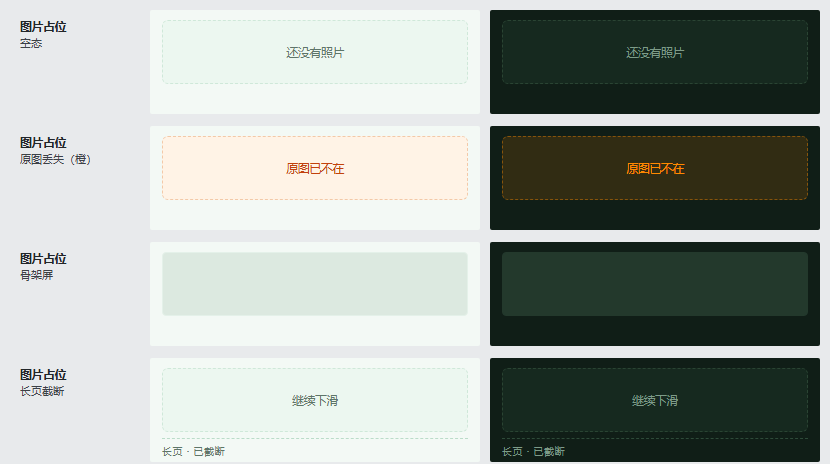 图片占位
空态
还没有照片
还没有照片
图片占位
原图丢失（橙）
原图已不在
原图已不在
图片占位
骨架屏
图片占位
长页截断
继续下滑
继续下滑
长页 · 已截断
长页 · 已截断